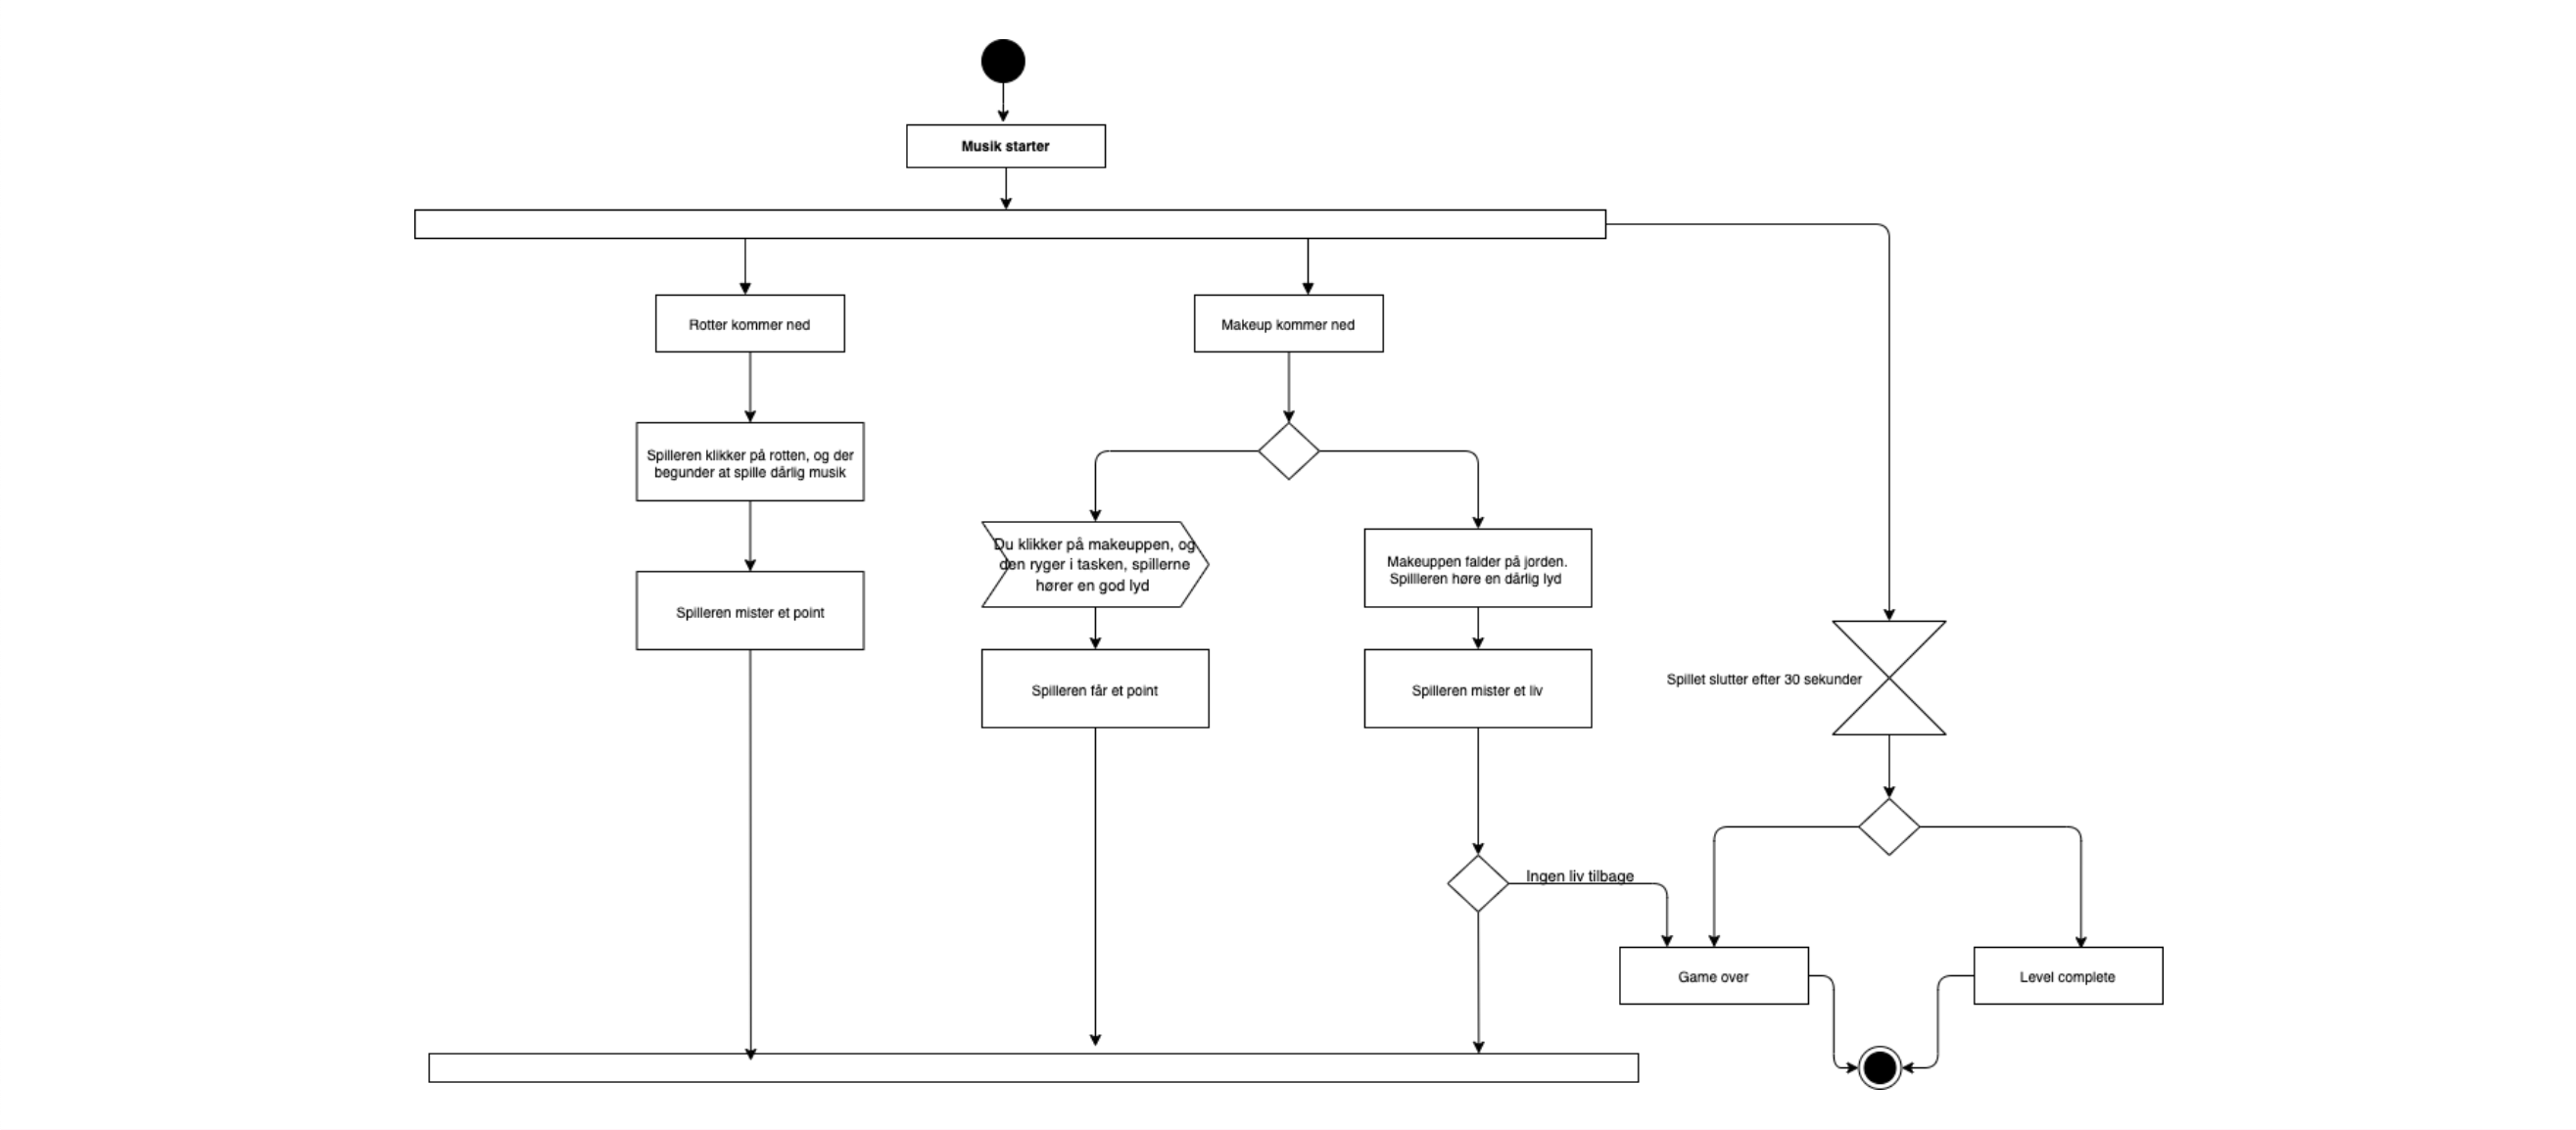 Musik starter
Rotter kommer ned
Makeup kommer ned
Spilleren klikker på rotten, og der
begunder at spille dårlig musik
Du klikker på makeuppen, og
den ryger i tasken, spillerne
hører en god lyd
Makeuppen falder på jorden.
Spillleren høre en dårlig lyd
Spilleren mister et point
Spilleren får et point
Spilleren mister et liv
Spillet slutter efter 30 sekunder
Ingen liv tilbage
Game over
Level complete